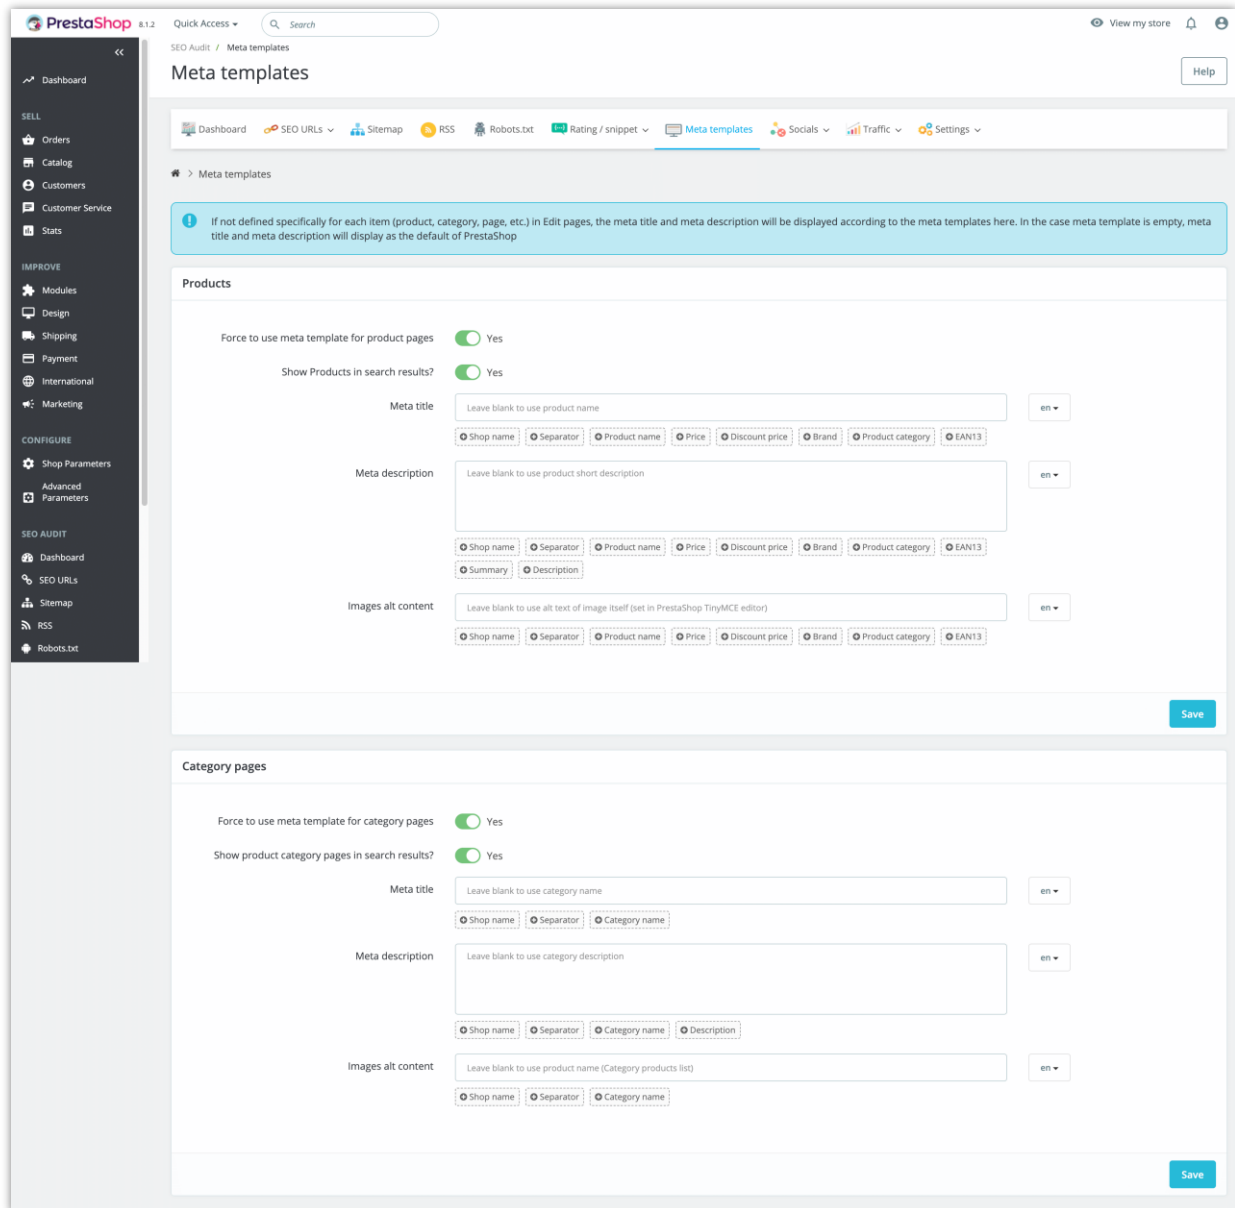 PrestaShop 8.1.2 Quick Access Search View my store
SEO Audit / Meta templates
Meta templates
Help
Dashboard
SELL
Orders
Catalog
Customers
Customer Service
Stats
IMPROVE
Modules
Design
Shipping
Payment
International
Marketing
CONFIGURE
Shop Parameters
Advanced
Parameters
SEO AUDIT
Dashboard
SEO URLs
Sitemap
RSS
Robots.txt
Dashboard SEO URLs Sitemap RSS Robots.txt Rating / snippet Meta templates Socials Traffic Settings
> Meta templates
If not defined specifically for each item (product, category, page, etc.) in Edit pages, the meta title and meta description will be displayed according to the meta templates here. In the case meta template is empty, meta
title and meta description will display as the default of PrestaShop
Products
Force to use meta template for product pages Yes
Show Products in search results? Yes
Meta title Leave blank to use product name en
Shop name Separator Product name Price Discount price Brand Product category EAN13
Meta description Leave blank to use product short description en
Shop name Separator Product name Price Discount price Brand Product category EAN13
Summary Description
Images alt content Leave blank to use alt text of image itself (set in PrestaShop TinyMCE editor) en
Shop name Separator Product name Price Discount price Brand Product category EAN13
Save
Category pages
Force to use meta template for category pages Yes
Show product category pages in search results? Yes
Meta title Leave blank to use category name en
Shop name Separator Category name
Meta description Leave blank to use category description en
Shop name Separator Category name Description
Images alt content Leave blank to use product name (Category products list) en
Shop name Separator Category name
Save